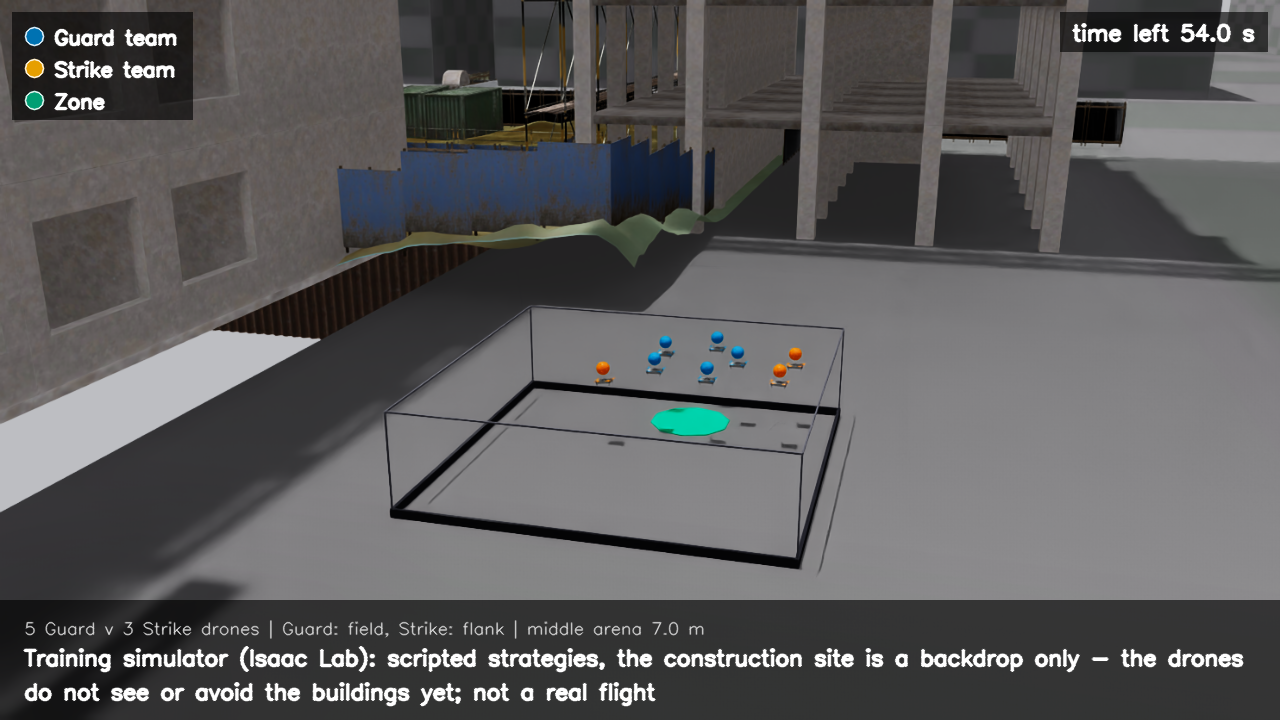 Guard team
Strike team
Zone
time left 54.0 s
5 Guard v 3 Strike drones | Guard: field, Strike: flank | middle arena 7.0 m
Training simulator (Isaac Lab): scripted strategies, the construction site is a backdrop only – the drones
do not see or avoid the buildings yet; not a real flight